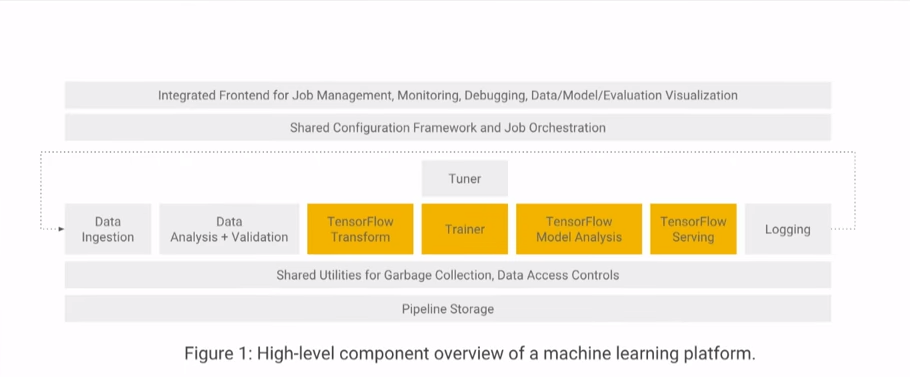 Integrated Frontend for Job Management, Monitoring, Debugging, Data/Model/Evaluation Visualization
Shared Configuration Framework and Job Orchestration
Tuner
Data
Ingestion
Data
Analysis + Validation
TensorFlow
Transform
Trainer
TensorFlow
Model Analysis
TensorFlow
Serving
Logging
Shared Utilities for Garbage Collection, Data Access Controls
Pipeline Storage
Figure 1: High-level component overview of a machine learning platform.